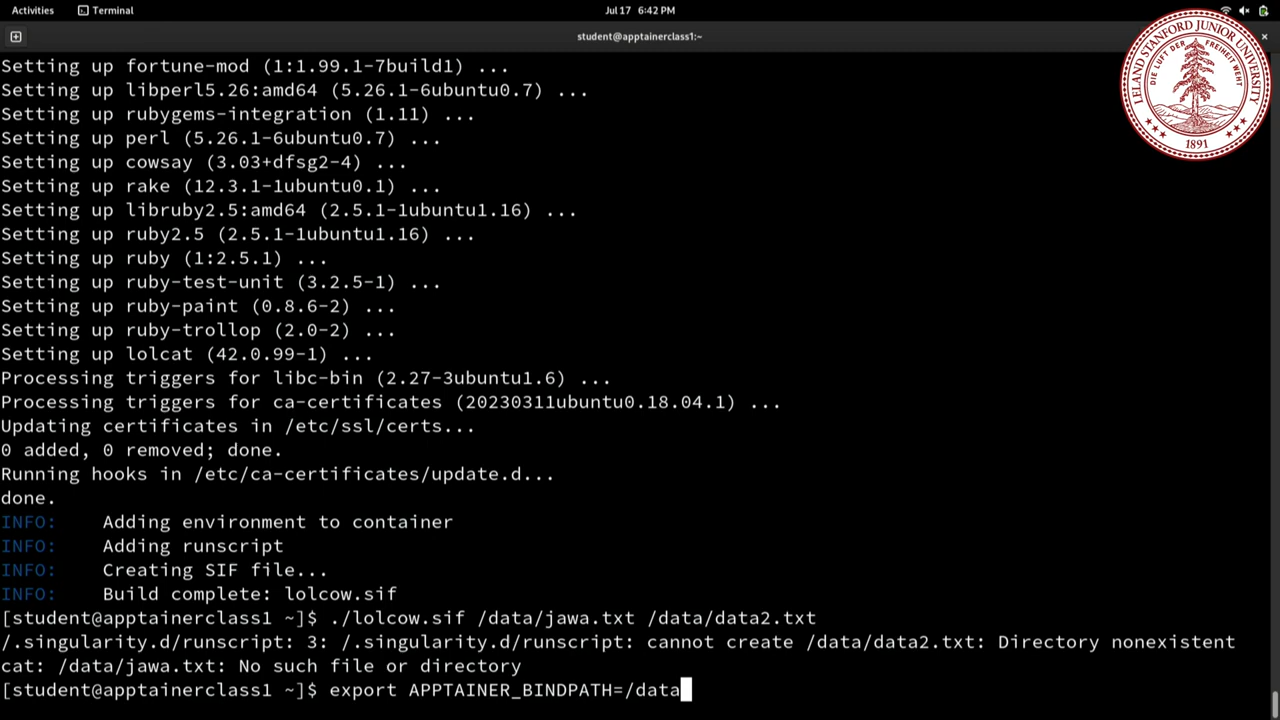 Activities
Terminal
Jul 17 6:42 PM
student@apptainerclass1:~
Setting up fortune-mod (1:1.99.1-7build1) ...
Setting up libperl5.26:amd64 (5.26.1-6ubuntu0.7) ...
Setting up rubygems-integration (1.11) ...
Setting up perl (5.26.1-6ubuntu0.7) ...
Setting up cowsay (3.03+dfsg2-4) ...
Setting up rake (12.3.1-1ubuntu0.1) ...
Setting up libruby2.5:amd64 (2.5.1-1ubuntu1.16) ...
Setting up ruby2.5 (2.5.1-1ubuntu1.16) ...
Setting up ruby (1:2.5.1) ...
Setting up ruby-test-unit (3.2.5-1) ...
Setting up ruby-paint (0.8.6-2) ...
Setting up ruby-trollop (2.0-2) ...
Setting up lolcat (42.0.99-1) ...
Processing triggers for libc-bin (2.27-3ubuntu1.6) ...
Processing triggers for ca-certificates (20230311ubuntu0.18.04.1) ...
Updating certificates in /etc/ssl/certs...
0 added, 0 removed; done.
Running hooks in /etc/ca-certificates/update.d...
done.
INFO:    Adding environment to container
INFO:    Adding runscript
INFO:    Creating SIF file...
INFO:    Build complete: lolcow.sif
[student@apptainerclass1 ~]$ ./lolcow.sif /data/jawa.txt /data/data2.txt
/.singularity.d/runscript: 3: /.singularity.d/runscript: cannot create /data/data2.txt: Directory nonexistent
cat: /data/jawa.txt: No such file or directory
[student@apptainerclass1 ~]$ export APPTAINER_BINDPATH=/data
LELAND STANFORD JUNIOR UNIVERSITY
DIE LUFT DER FREIHEIT WEHT
1891